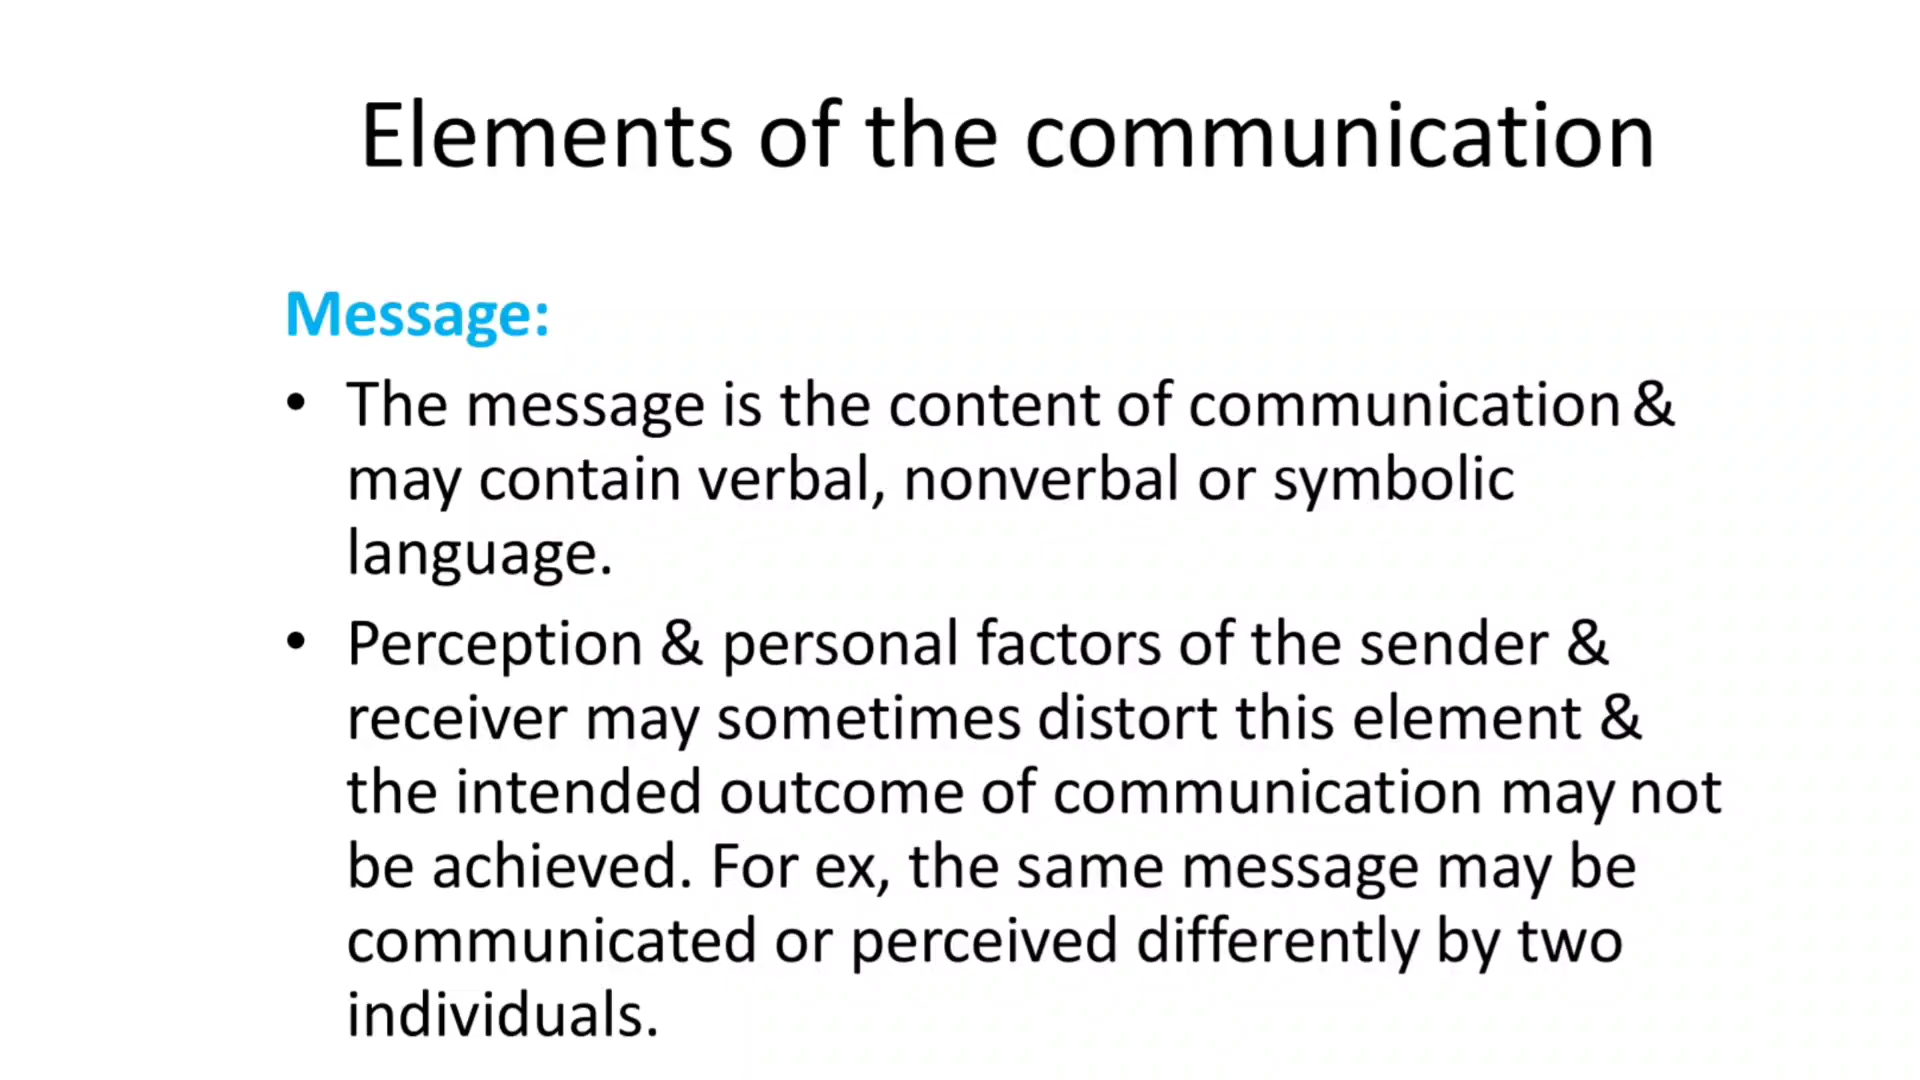 Elements of the communication
Message:
• The message is the content of communication &
may contain verbal, nonverbal or symbolic
language.
• Perception & personal factors of the sender &
receiver may sometimes distort this element &
the intended outcome of communication may not
be achieved. For ex, the same message may be
communicated or perceived differently by two
individuals.